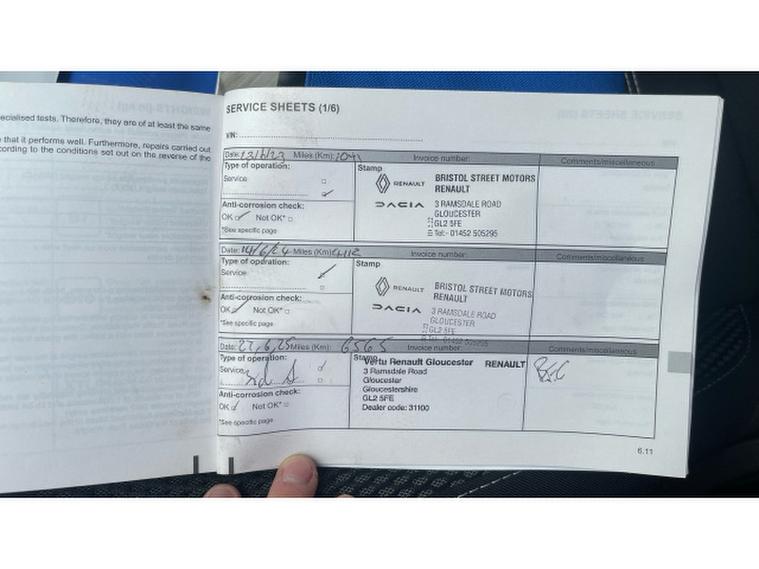 ecialised tests. Therefore, they are of at least the same
that it performs well. Furthermore, repairs carried out
cording to the conditions set out on the reverse of the
SERVICE SHEETS (1/6)
VIN:
Date: 13/6/23 Miles (Km): 1041 Invoice number: Comments/miscellaneous
Type of operation:
Service
Anti-corrosion check:
OK Not OK*
*See specific page
Stamp
RENAULT
DACIA
BRISTOL STREET MOTORS
RENAULT
3 RAMSDALE ROAD
GLOUCESTER
GL2 5FE
Tel:- 01452 505295
Date: 14/6/24 Miles (Km): 4112 Invoice number: Comments/miscellaneous
Type of operation:
Service
Anti-corrosion check:
OK Not OK*
*See specific page
Stamp
RENAULT
DACIA
BRISTOL STREET MOTORS
RENAULT
3 RAMSDALE ROAD
GLOUCESTER
GL2 5FE
Tel:- 01452 505295
Date: 27,6,25 Miles (Km): 6565 Invoice number: Comments/miscellaneous
Type of operation:
Service
3rd S
Anti-corrosion check:
OK Not OK*
*See specific page
Stamp
Vertu Renault Gloucester RENAULT
3 Ramsdale Road
Gloucester
Gloucestershire
GL2 5FE
Dealer code: 31100
6.11